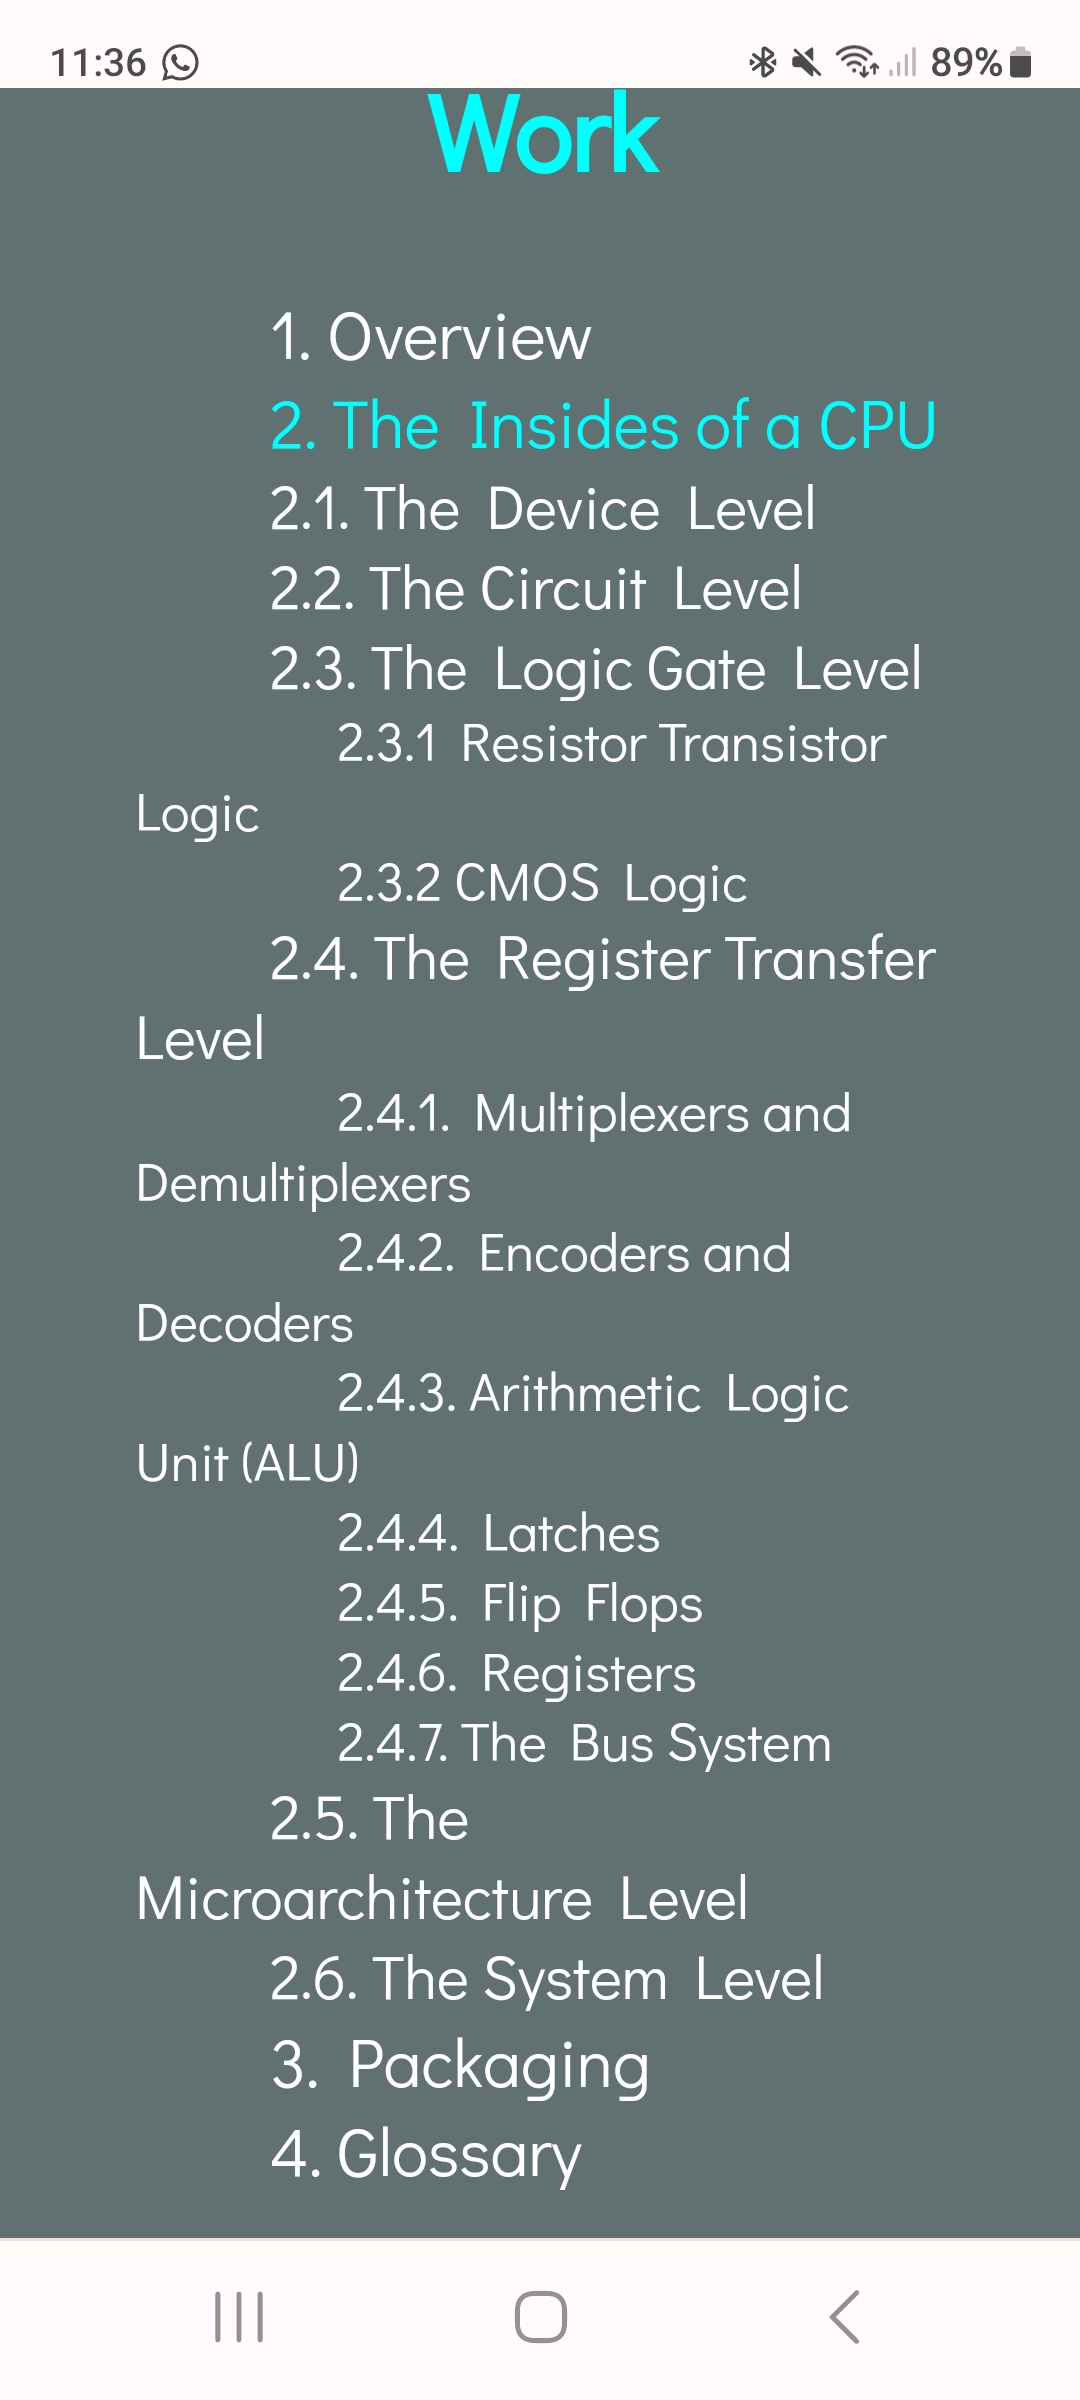 11:36 89%
Work
1. Overview
2. The Insides of a CPU
2.1. The Device Level
2.2. The Circuit Level
2.3. The Logic Gate Level
2.3.1 Resistor Transistor
Logic
2.3.2 CMOS Logic
2.4. The Register Transfer
Level
2.4.1. Multiplexers and
Demultiplexers
2.4.2. Encoders and
Decoders
2.4.3. Arithmetic Logic
Unit (ALU)
2.4.4. Latches
2.4.5. Flip Flops
2.4.6. Registers
2.4.7. The Bus System
2.5. The
Microarchitecture Level
2.6. The System Level
3. Packaging
4. Glossary